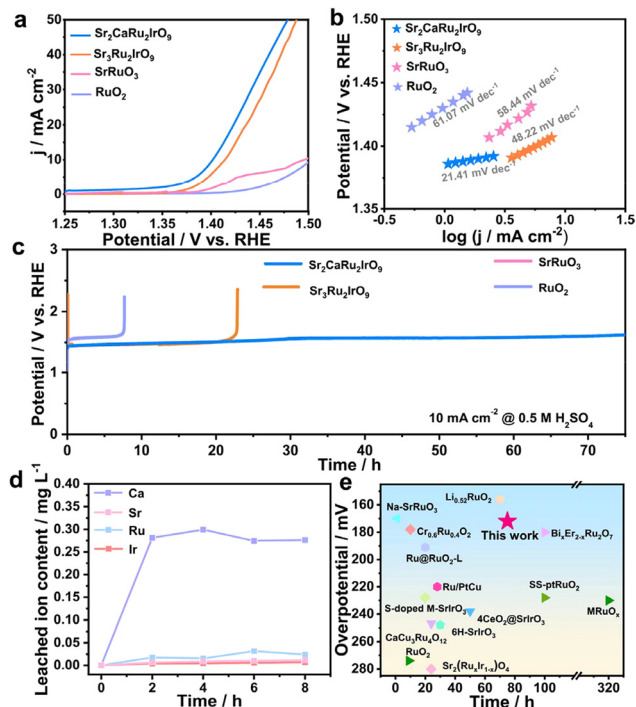 a
j / mA cm⁻²
50
40
30
20
10
0
Sr₂CaRu₂IrO₉
Sr₃Ru₂IrO₉
SrRuO₃
RuO₂
1.25 1.30 1.35 1.40 1.45 1.50
Potential / V vs. RHE
b
Potential / V vs. RHE
1.50
1.45
1.40
1.35
Sr₂CaRu₂IrO₉
Sr₃Ru₂IrO₉
SrRuO₃
RuO₂
61.07 mV dec⁻¹
58.44 mV dec⁻¹
48.22 mV dec⁻¹
21.41 mV dec⁻¹
-0.5 0.0 0.5 1.0 1.5
log (j / mA cm⁻²)
c
Potential / V vs. RHE
3
2
1
0
Sr₂CaRu₂IrO₉
SrRuO₃
Sr₃Ru₂IrO₉
RuO₂
10 mA cm⁻² @ 0.5 M H₂SO₄
0 10 20 30 40 50 60 70
Time / h
d
Leached ion content / mg L⁻¹
0.40
0.35
0.30
0.25
0.20
0.15
0.10
0.05
0.00
Ca
Sr
Ru
Ir
0 2 4 6 8
Time / h
e
Overpotential / mV
160
180
200
220
240
260
280
Li₀.₅₂RuO₂
Na-SrRuO₃
This work
Cr₀.₆Ru₀.₄O₂
BiₓEr₂₋ₓRu₂O₇
Ru@RuO₂-L
Ru/PtCu
SS-ptRuO₂
S-doped M-SrIrO₃
MRuOₓ
4CeO₂@SrIrO₃
6H-SrIrO₃
CaCu₃Ru₄O₁₂
RuO₂
Sr₂(RuₓIr₁₋ₓ)O₄
0 20 40 60 80 100 320
Time / h